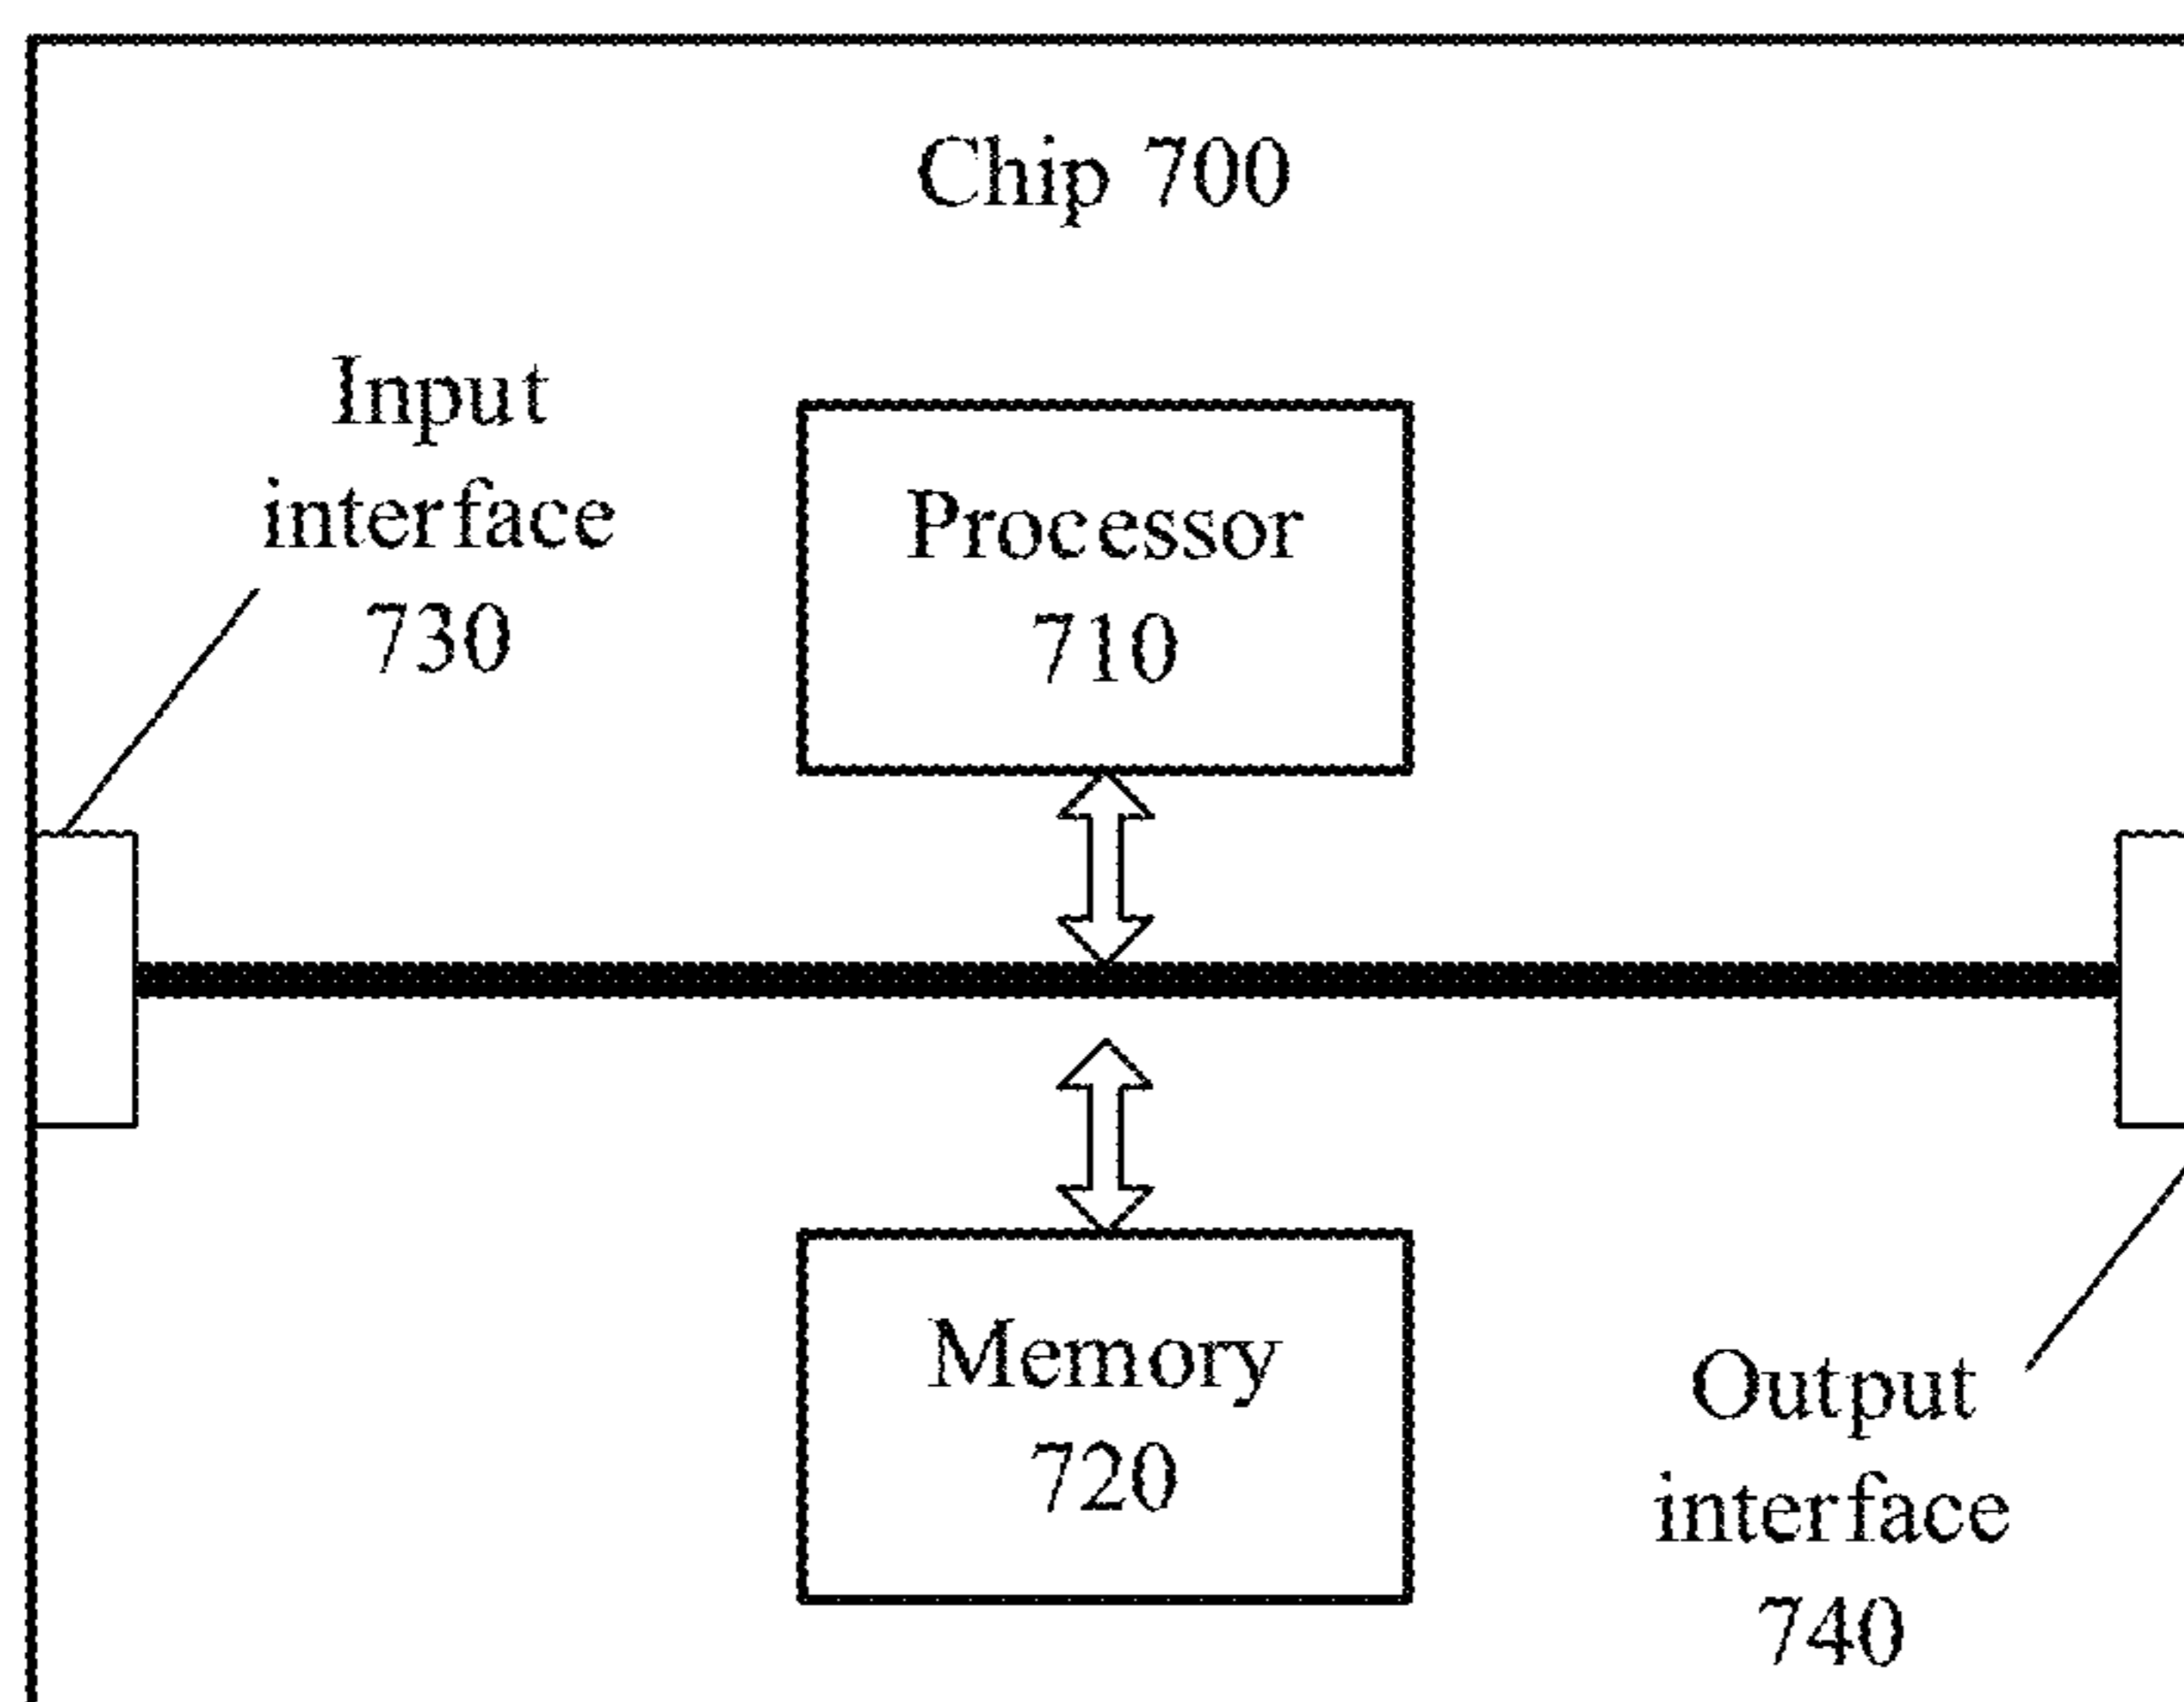 Chip 700
Input
interface
730
Processor
710
Memory
720
Output
interface
740